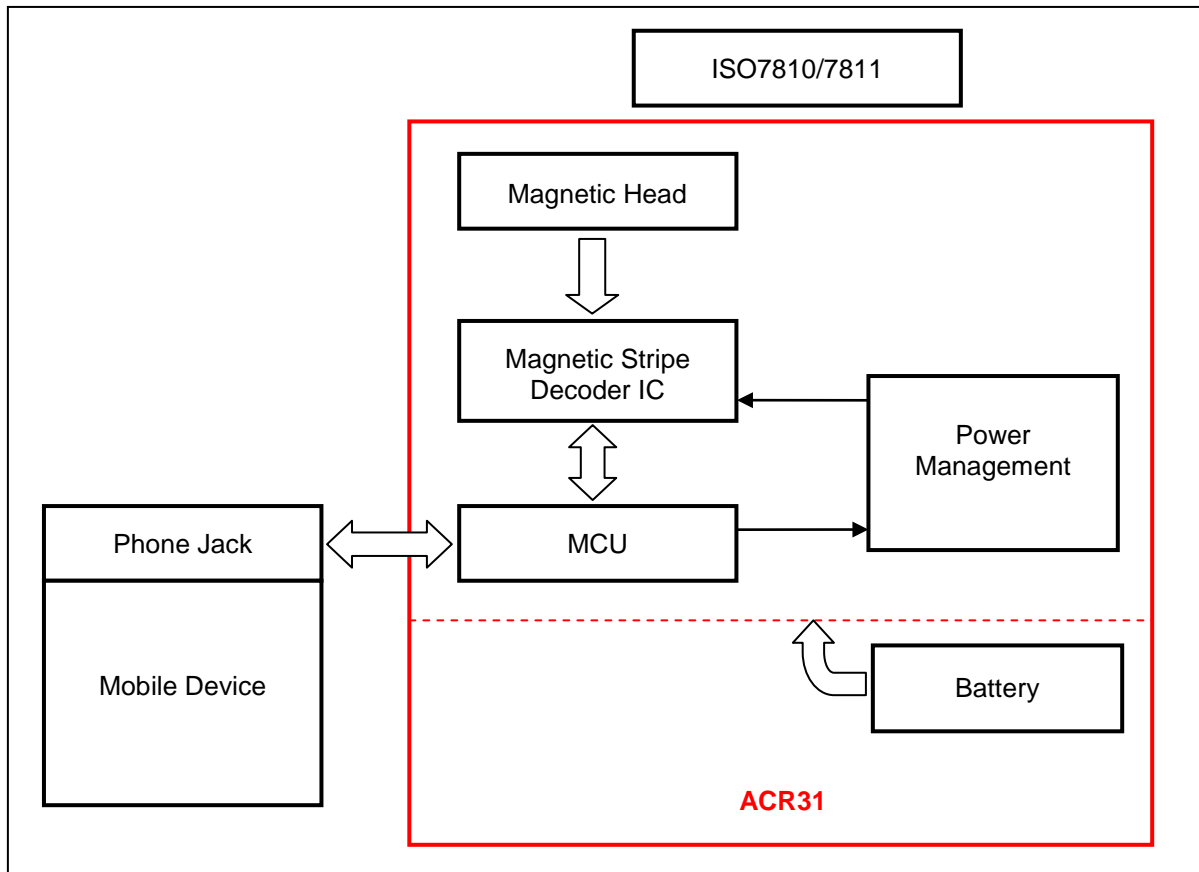 ISO7810/7811
Magnetic Head
Magnetic Stripe
Decoder IC
Power
Management
Phone Jack
MCU
Mobile Device
Battery
ACR31